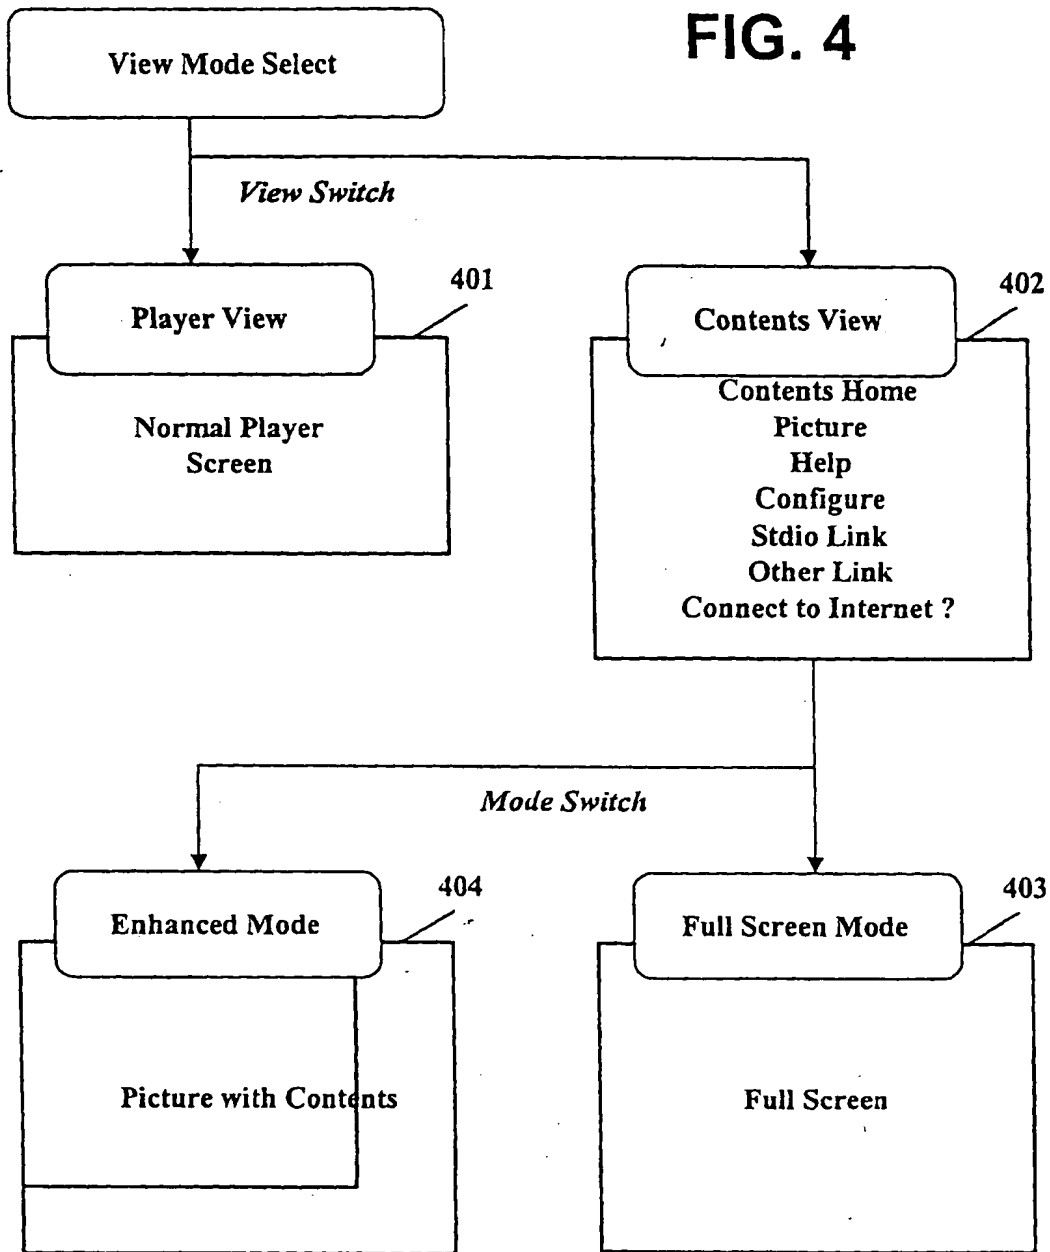 FIG. 4
View Mode Select
View Switch
401
Player View
Normal Player
Screen
402
Contents View
Contents Home
Picture
Help
Configure
Stdio Link
Other Link
Connect to Internet ?
Mode Switch
404
Enhanced Mode
Picture with Contents
403
Full Screen Mode
Full Screen